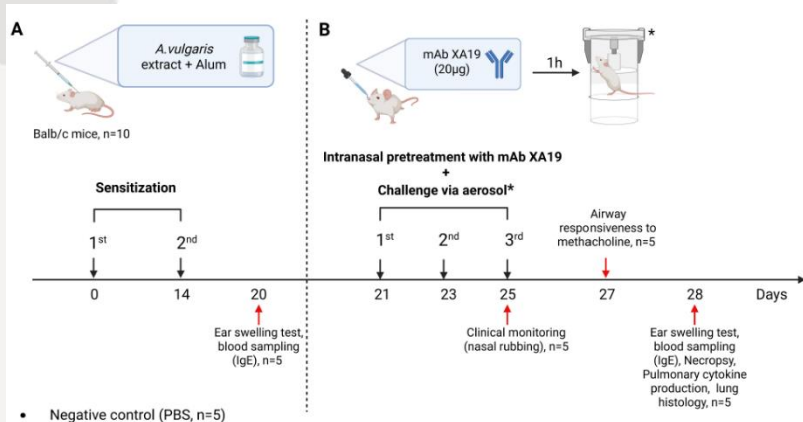 A
A.vulgaris
extract + Alum
Balb/c mice, n=10
Sensitization
1st
2nd
0
14
20
Ear swelling test,
blood sampling
(IgE), n=5
B
mAb XA19
(20µg)
1h
*
Intranasal pretreatment with mAb XA19
+
Challenge via aerosol*
1st
2nd
3rd
Airway
responsiveness to
methacholine, n=5
21
23
25
27
28
Days
Clinical monitoring
(nasal rubbing), n=5
Ear swelling test,
blood sampling
(IgE), Necropsy,
Pulmonary cytokine
production, lung
histology, n=5
• Negative control (PBS, n=5)